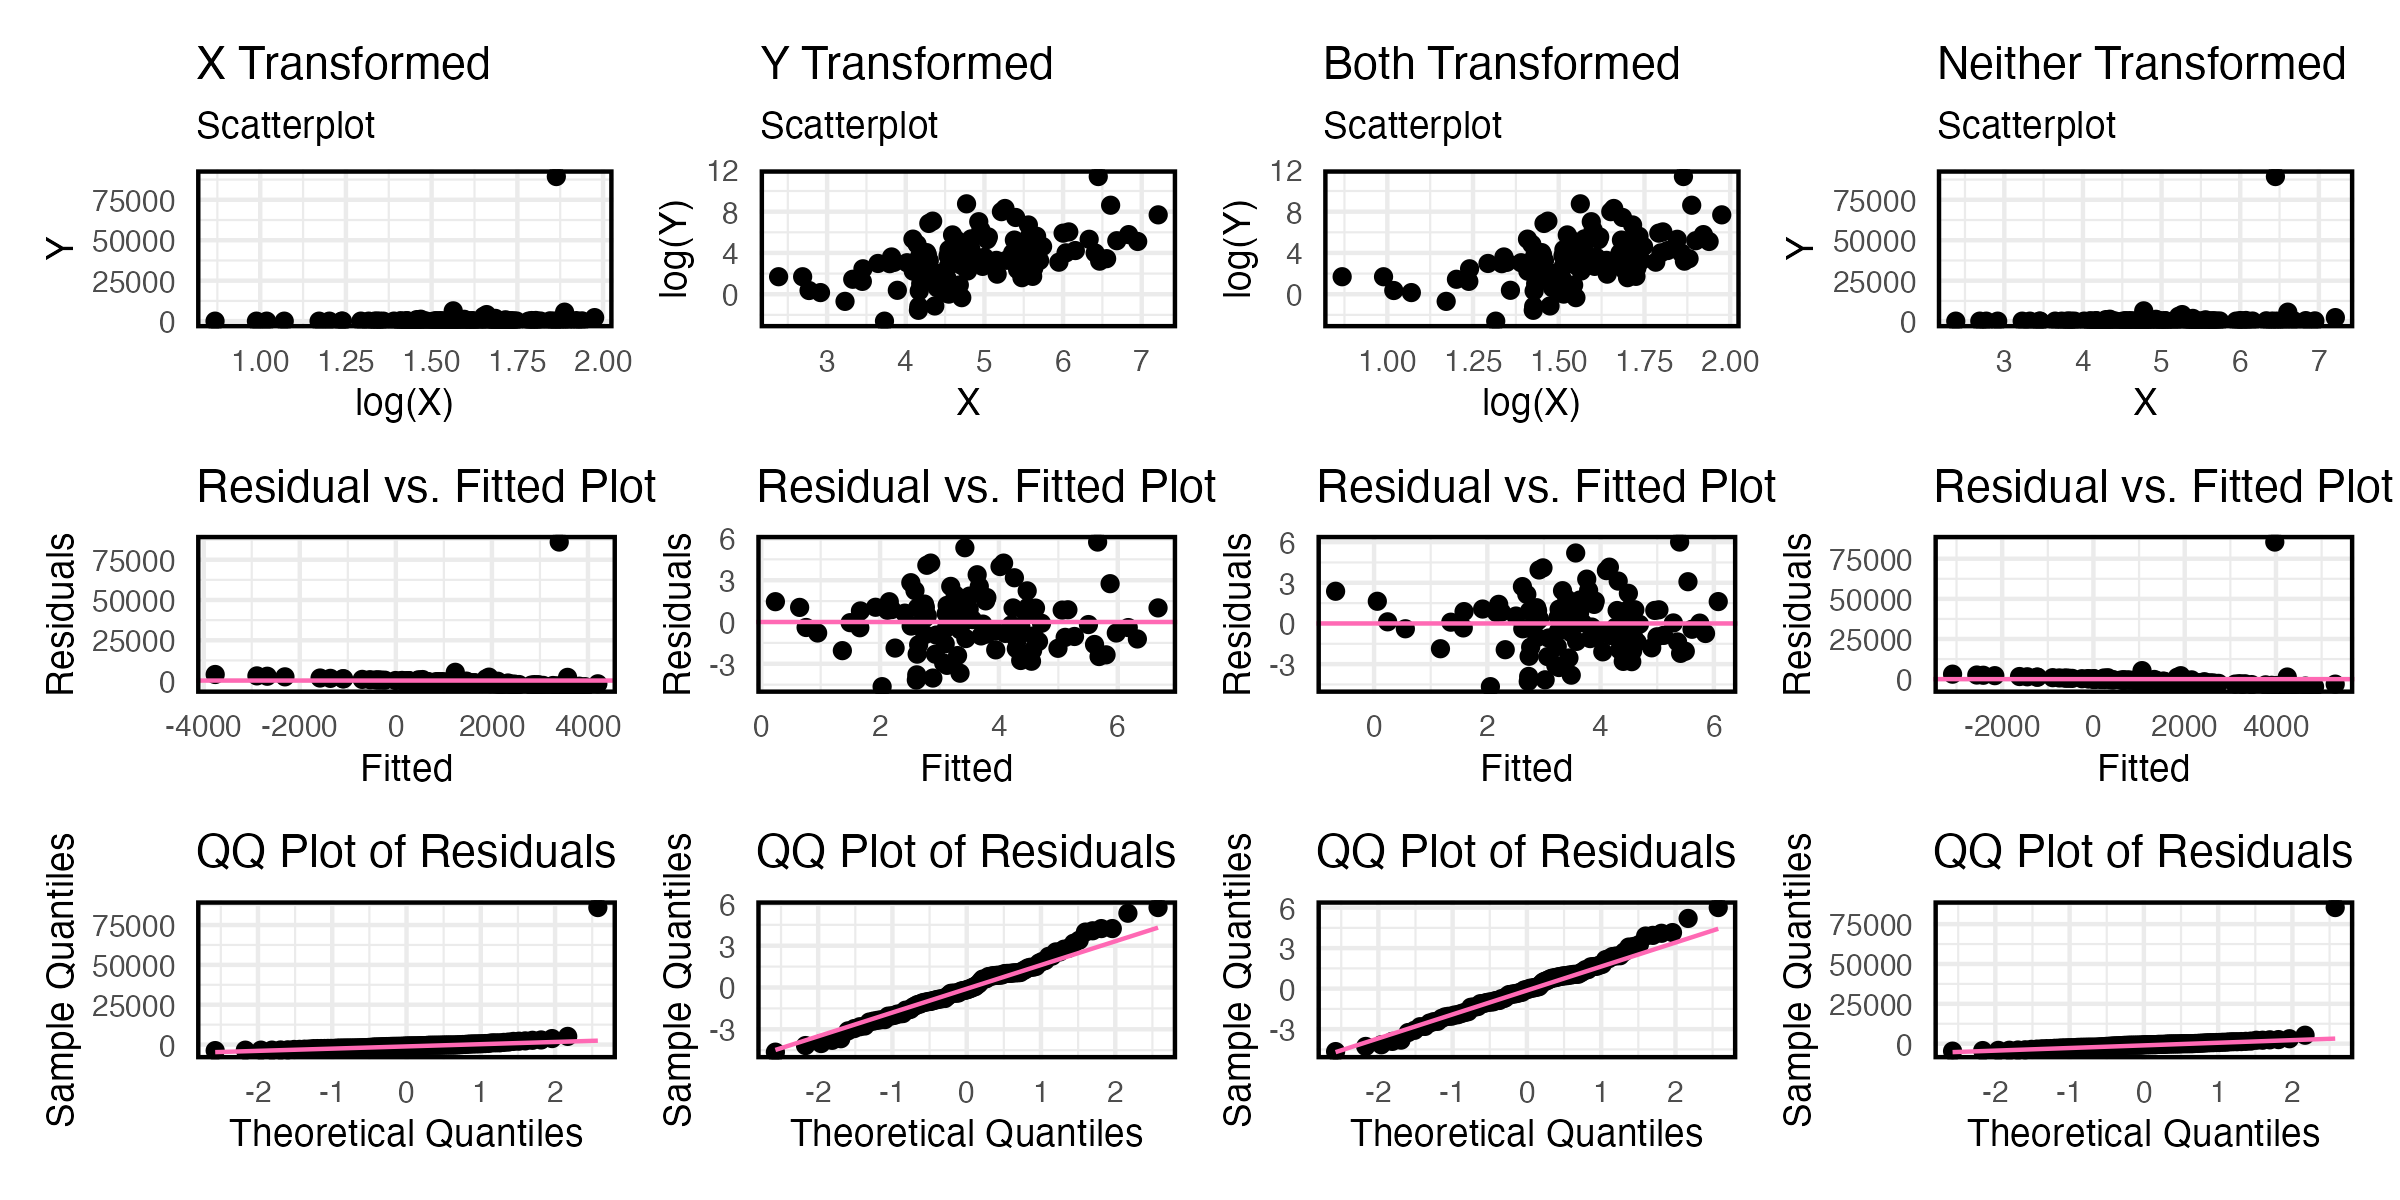 X Transformed
Y Transformed
Both Transformed
Neither Transformed
Scatterplot
Scatterplot
Scatterplot
Scatterplot
Y
75000
50000
25000
0
1.00 1.25 1.50 1.75 2.00
log(X)
log(Y)
12
8
4
0
3 4 5 6 7
X
log(Y)
12
8
4
0
1.00 1.25 1.50 1.75 2.00
log(X)
Y
75000
50000
25000
0
3 4 5 6 7
X
Residual vs. Fitted Plot
Residual vs. Fitted Plot
Residual vs. Fitted Plot
Residual vs. Fitted Plot
Residuals
75000
50000
25000
0
-4000 -2000 0 2000 4000
Fitted
Residuals
6
3
0
-3
0 2 4 6
Fitted
Residuals
6
3
0
-3
0 2 4 6
Fitted
Residuals
75000
50000
25000
0
-2000 0 2000 4000
Fitted
QQ Plot of Residuals
QQ Plot of Residuals
QQ Plot of Residuals
QQ Plot of Residuals
Sample Quantiles
75000
50000
25000
0
-2 -1 0 1 2
Theoretical Quantiles
Sample Quantiles
6
3
0
-3
-2 -1 0 1 2
Theoretical Quantiles
Sample Quantiles
6
3
0
-3
-2 -1 0 1 2
Theoretical Quantiles
Sample Quantiles
75000
50000
25000
0
-2 -1 0 1 2
Theoretical Quantiles